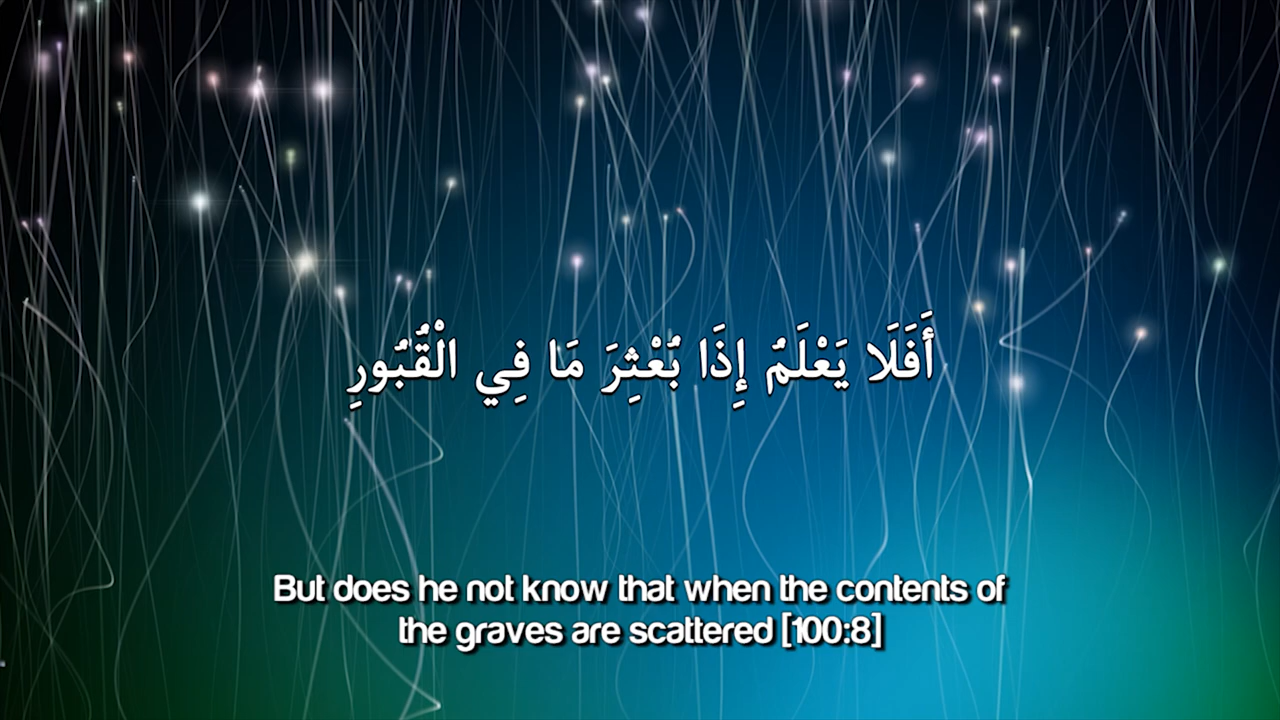 أَفَلَا يَعْلَمُ إِذَا بُعْثِرَ مَا فِي الْقُبُورِ
But does he not know that when the contents of
the graves are scattered [100:8]